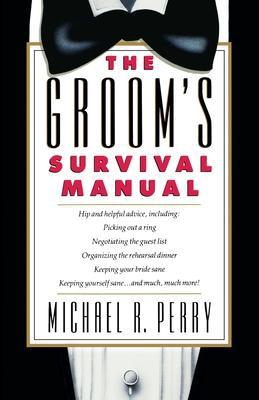 THE
GROOM'S
SURVIVAL
MANUAL
Hip and helpful advice, including:
Picking out a ring
Negotiating the guest list
Organizing the rehearsal dinner
Keeping your bride sane
Keeping yourself sane...and much, much more!
MICHAEL R. PERRY